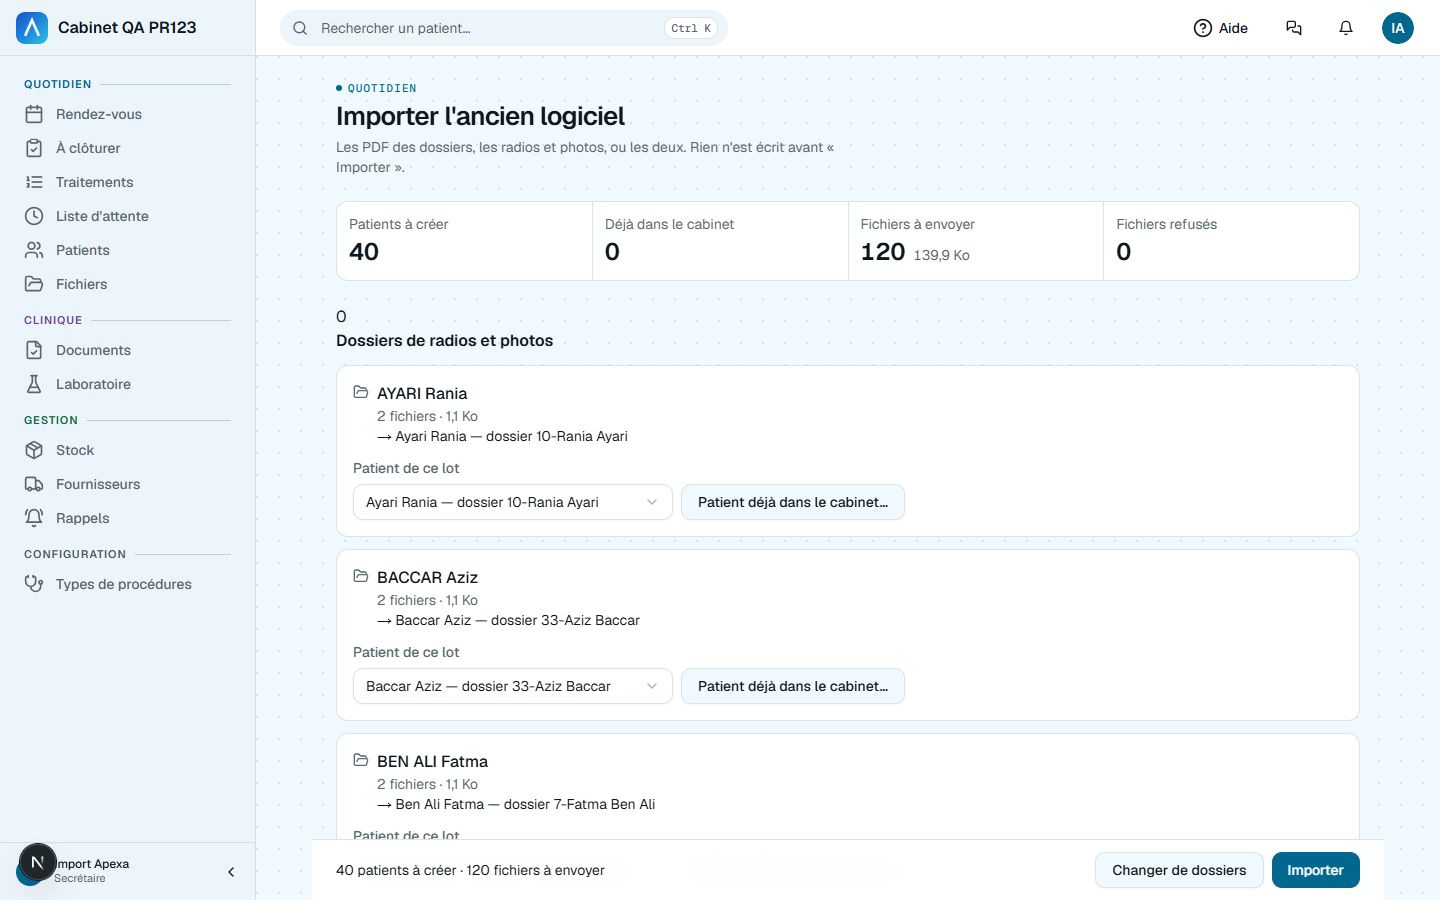 Cabinet QA PR123
Rechercher un patient…
Ctrl K
Aide
IA
QUOTIDIEN
Rendez-vous
À clôturer
Traitements
Liste d'attente
Patients
Fichiers
CLINIQUE
Documents
Laboratoire
GESTION
Stock
Fournisseurs
Rappels
CONFIGURATION
Types de procédures
N
mport Apexa
Secrétaire
QUOTIDIEN
Importer l'ancien logiciel
Les PDF des dossiers, les radios et photos, ou les deux. Rien n'est écrit avant «
Importer ».
Patients à créer
40
Déjà dans le cabinet
0
Fichiers à envoyer
120 139,9 Ko
Fichiers refusés
0
0
Dossiers de radios et photos
AYARI Rania
2 fichiers · 1,1 Ko
→ Ayari Rania — dossier 10-Rania Ayari
Patient de ce lot
Ayari Rania — dossier 10-Rania Ayari
Patient déjà dans le cabinet…
BACCAR Aziz
2 fichiers · 1,1 Ko
→ Baccar Aziz — dossier 33-Aziz Baccar
Patient de ce lot
Baccar Aziz — dossier 33-Aziz Baccar
Patient déjà dans le cabinet…
BEN ALI Fatma
2 fichiers · 1,1 Ko
→ Ben Ali Fatma — dossier 7-Fatma Ben Ali
Patient de ce lot
40 patients à créer · 120 fichiers à envoyer
Changer de dossiers
Importer